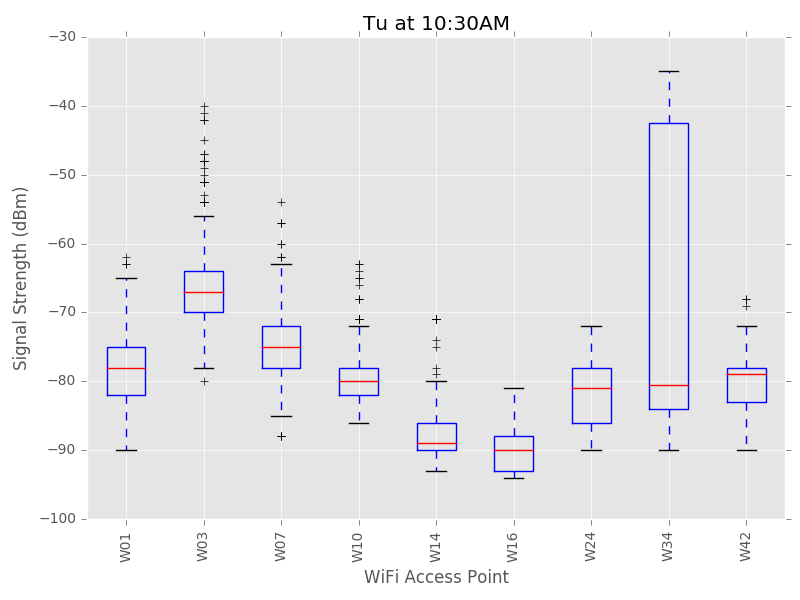 Tu at 10:30AM
−30
−40
−50
−60
−70
−80
−90
−100
Signal Strength (dBm)
W01 W03 W07 W10 W14 W16 W24 W34 W42
WiFi Access Point